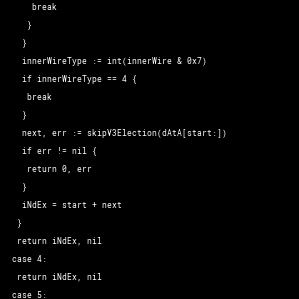 break
}
}
innerWireType := int(innerWire & 0x7)
if innerWireType == 4 {
break
}
next, err := skipV3Election(dAtA[start:])
if err != nil {
return 0, err
}
iNdEx = start + next
}
return iNdEx, nil
case 4:
return iNdEx, nil
case 5: